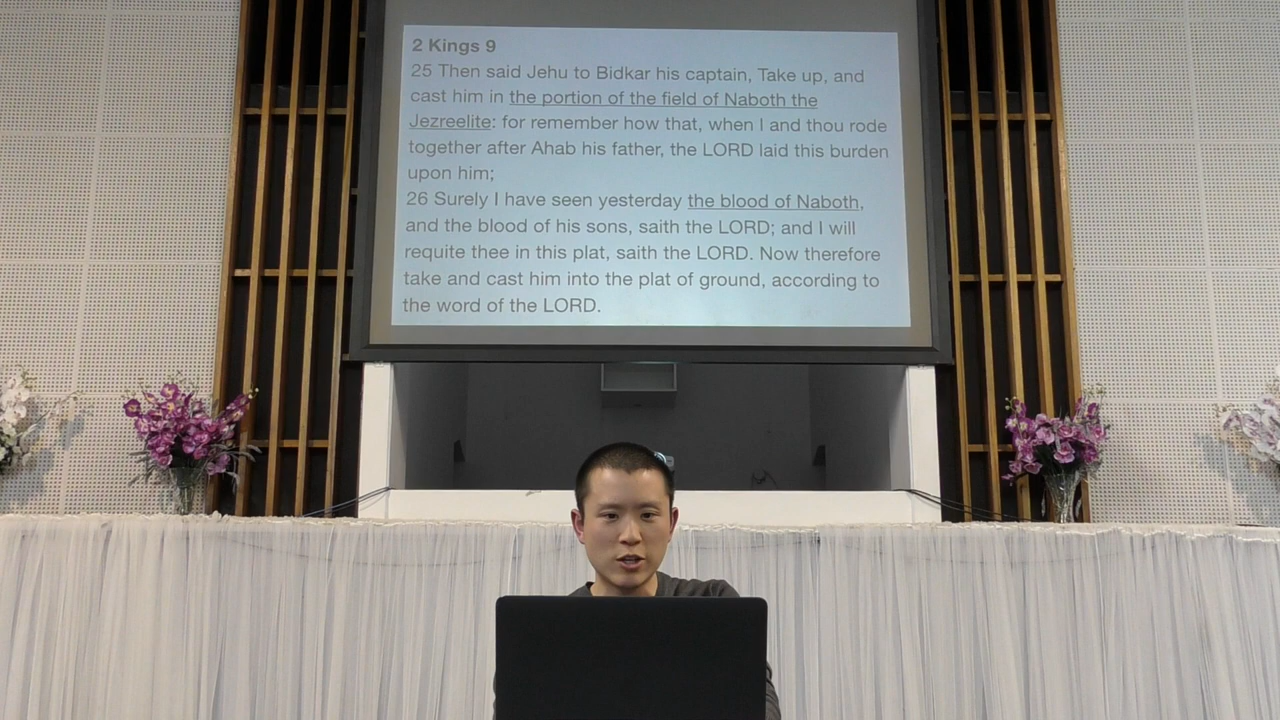 2 Kings 9
25 Then said Jehu to Bidkar his captain, Take up, and
cast him in the portion of the field of Naboth the
Jezreelite: for remember how that, when I and thou rode
together after Ahab his father, the LORD laid this burden
upon him;
26 Surely I have seen yesterday the blood of Naboth,
and the blood of his sons, saith the LORD; and I will
requite thee in this plat, saith the LORD. Now therefore
take and cast him into the plat of ground, according to
the word of the LORD.